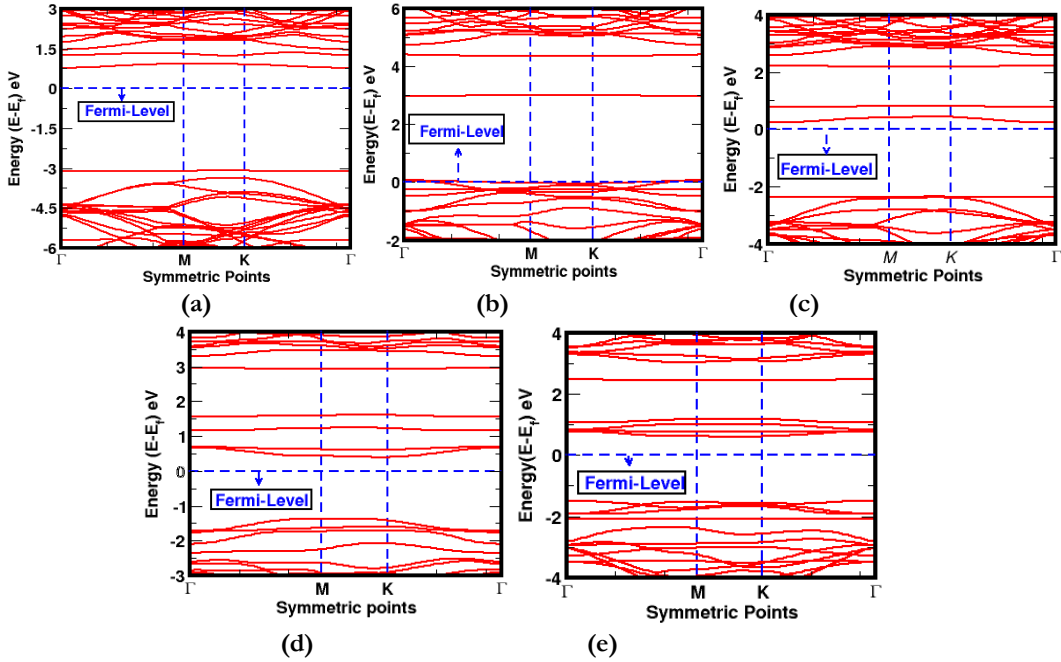 Energy (E-E_f) eV
3
1.5
0
-1.5
-3
-4.5
-6
Fermi-Level
Γ
M
K
Γ
Symmetric Points
(a)
Energy(E-E_f) eV
6
4
2
0
-2
Fermi-Level
M
K
Γ
Symmetric points
(b)
Energy (E-E_f) eV
4
2
0
-2
-4
Fermi-Level
Γ
M
K
Γ
Symmetric Points
(c)
Energy (E-E_f) eV
4
3
2
1
0
-1
-2
-3
Fermi-Level
Γ
M
K
Γ
Symmetric points
(d)
Energy(E-E_f) eV
4
2
0
-2
-4
Fermi-Level
Γ
M
K
Γ
Symmetric Points
(e)